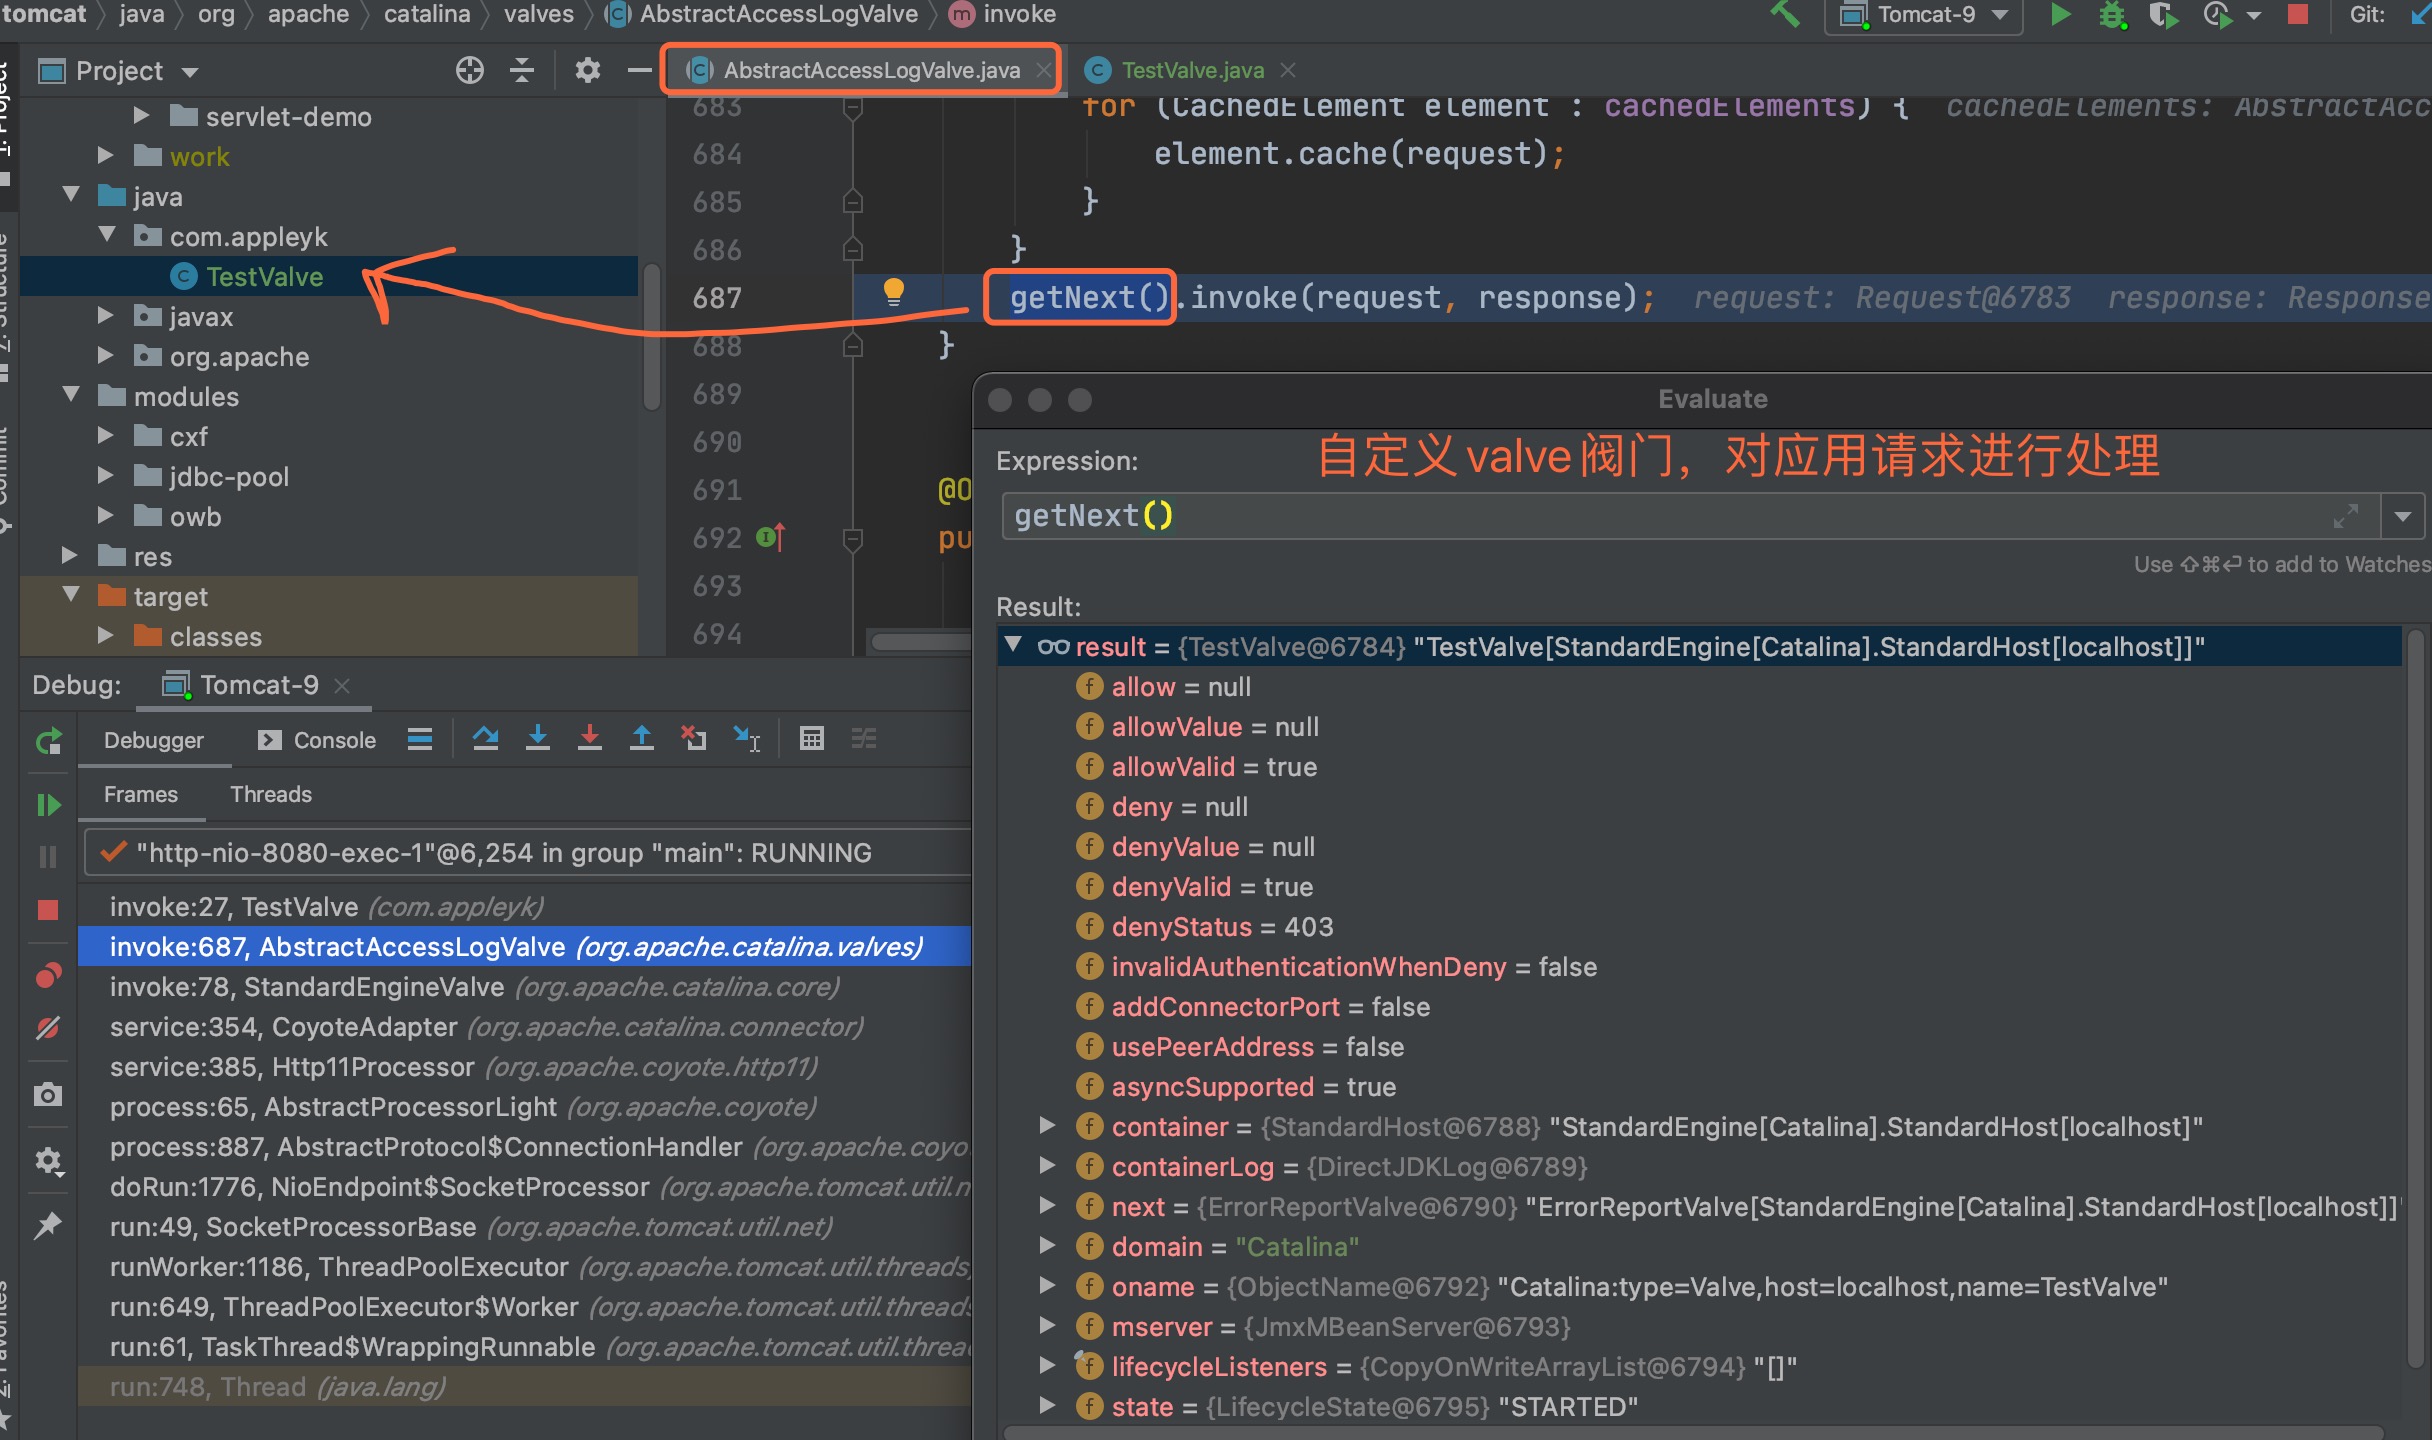 tomcat java org apache catalina valves AbstractAccessLogValve invoke Tomcat-9 Git:
Project AbstractAccessLogValve.java TestValve.java
servlet-demo
work
java
com.appleyk
TestValve
javax
org.apache
modules
cxf
jdbc-pool
owb
res
target
classes
683 for (CachedElement element : cachedElements) { cachedElements: AbstractAcc
684 element.cache(request);
685 }
686 }
687 getNext().invoke(request, response); request: Request@6783 response: Response
688 }
689
690
691 @O
692 pu
693
694
Evaluate
自定义valve阀门，对应用请求进行处理
Expression:
getNext()
Use ⇧⌘⏎ to add to Watches
Result:
result = {TestValve@6784} "TestValve[StandardEngine[Catalina].StandardHost[localhost]]"
allow = null
allowValue = null
allowValid = true
deny = null
denyValue = null
denyValid = true
denyStatus = 403
invalidAuthenticationWhenDeny = false
addConnectorPort = false
usePeerAddress = false
asyncSupported = true
container = {StandardHost@6788} "StandardEngine[Catalina].StandardHost[localhost]"
containerLog = {DirectJDKLog@6789}
next = {ErrorReportValve@6790} "ErrorReportValve[StandardEngine[Catalina].StandardHost[localhost]]"
domain = "Catalina"
oname = {ObjectName@6792} "Catalina:type=Valve,host=localhost,name=TestValve"
mserver = {JmxMBeanServer@6793}
lifecycleListeners = {CopyOnWriteArrayList@6794} "[]"
state = {LifecycleState@6795} "STARTED"
Debug: Tomcat-9
Debugger Console
Frames Threads
"http-nio-8080-exec-1"@6,254 in group "main": RUNNING
invoke:27, TestValve (com.appleyk)
invoke:687, AbstractAccessLogValve (org.apache.catalina.valves)
invoke:78, StandardEngineValve (org.apache.catalina.core)
service:354, CoyoteAdapter (org.apache.catalina.connector)
service:385, Http11Processor (org.apache.coyote.http11)
process:65, AbstractProcessorLight (org.apache.coyote)
process:887, AbstractProtocol$ConnectionHandler (org.apache.coyo
doRun:1776, NioEndpoint$SocketProcessor (org.apache.tomcat.util.n
run:49, SocketProcessorBase (org.apache.tomcat.util.net)
runWorker:1186, ThreadPoolExecutor (org.apache.tomcat.util.threads
run:649, ThreadPoolExecutor$Worker (org.apache.tomcat.util.threads
run:61, TaskThread$WrappingRunnable (org.apache.tomcat.util.threa
run:748, Thread (java.lang)